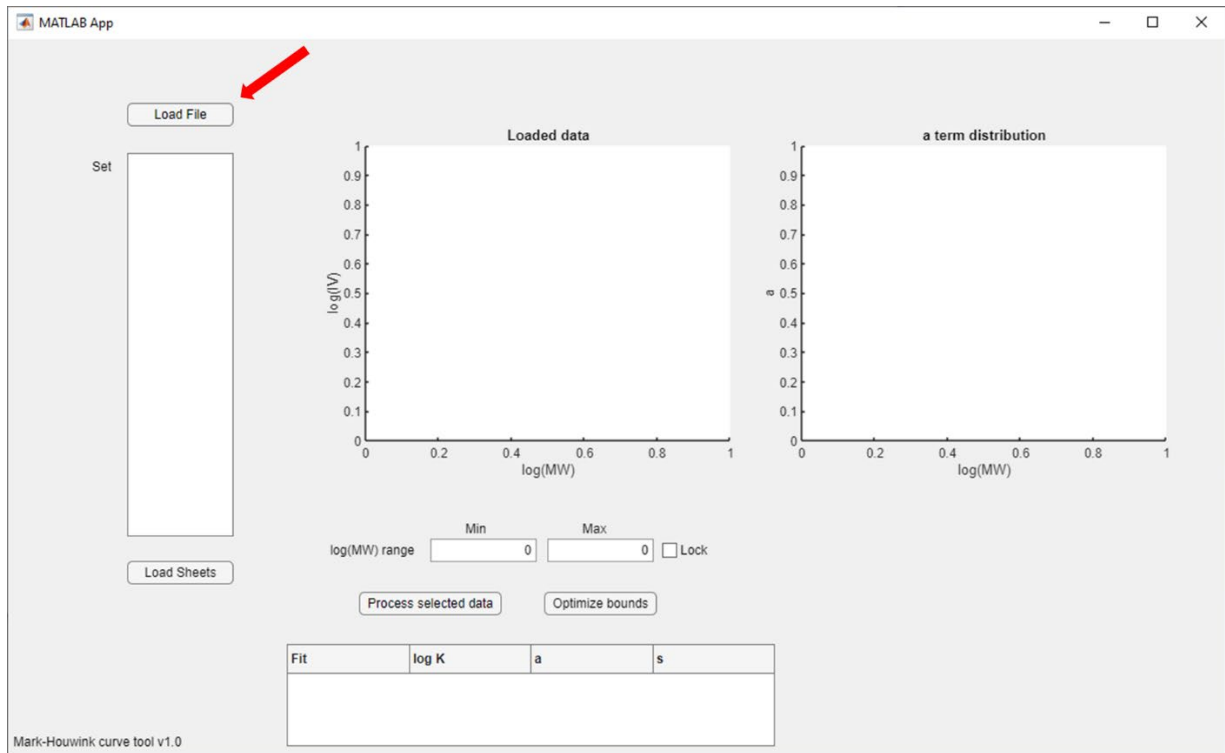 MATLAB App
Load File
Set
Load Sheets
Loaded data
1
0.9
0.8
0.7
0.6
0.5
0.4
0.3
0.2
0.1
0
log(IV)
0 0.2 0.4 0.6 0.8 1
log(MW)
a term distribution
1
0.9
0.8
0.7
0.6
0.5
0.4
0.3
0.2
0.1
0
a
0 0.2 0.4 0.6 0.8 1
log(MW)
Min Max
log(MW) range 0 0 Lock
Process selected data Optimize bounds
Fit log K a s
Mark-Houwink curve tool v1.0